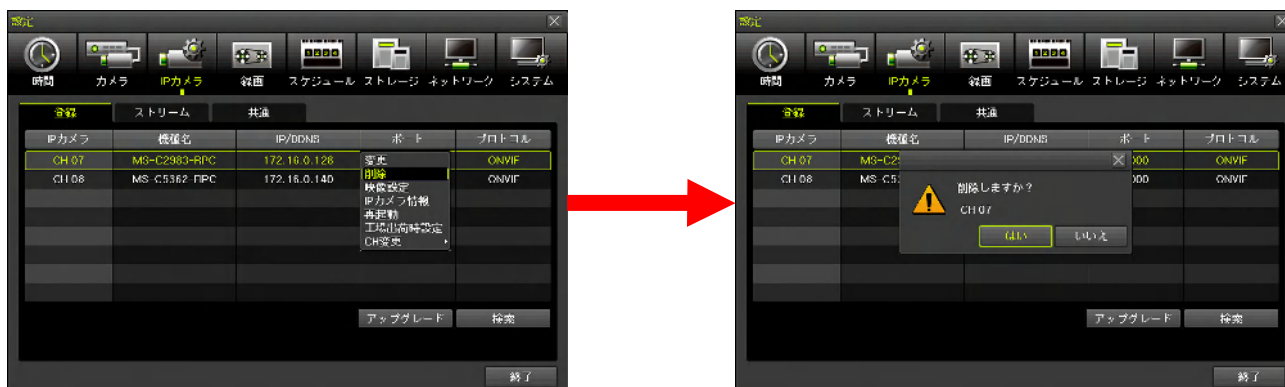 設定
時間 カメラ IPカメラ 録画 スケジュール ストレージ ネットワーク システム
登録 ストリーム 共通
IPカメラ 機種名 IP/DDNS ポート プロトコル
CH 07 MS-C2983-RPC 172.16.0.128 ONVIF
CH 08 MS-C5362-RPC 172.16.0.140 ONVIF
変更
削除
映像設定
IPカメラ情報
再起動
工場出荷時設定
CH変更
アップグレード 検索
終了
設定
時間 カメラ IPカメラ 録画 スケジュール ストレージ ネットワーク システム
登録 ストリーム 共通
IPカメラ 機種名 IP/DDNS ポート プロトコル
CH 07 MS-C2 000 ONVIF
CH 08 MS-C5 000 ONVIF
削除しますか?
CH 07
はい いいえ
アップグレード 検索
終了